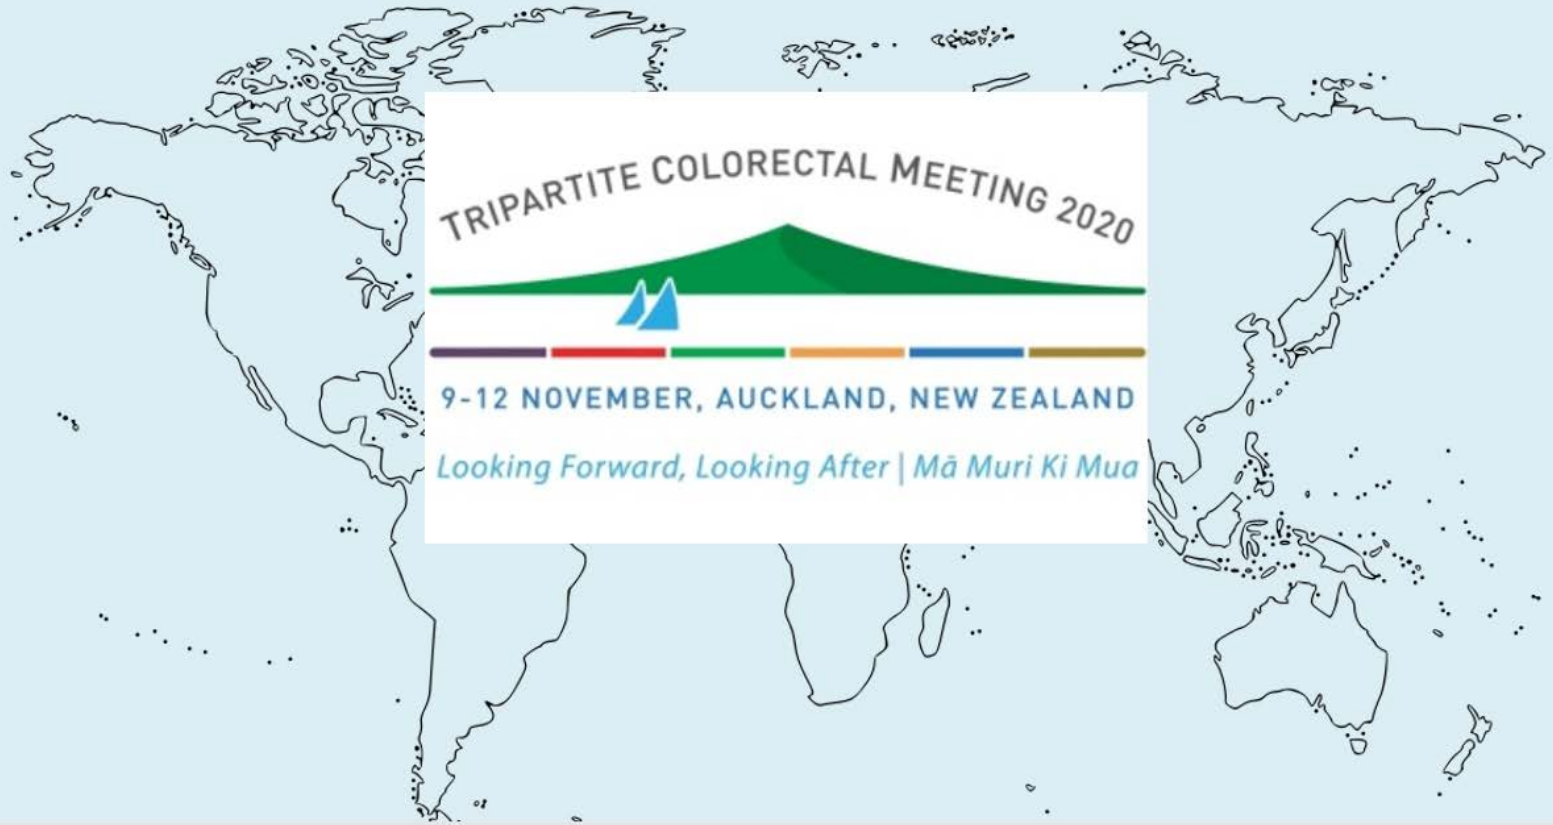 TRIPARTITE COLORECTAL MEETING 2020
9-12 NOVEMBER, AUCKLAND, NEW ZEALAND
Looking Forward, Looking After | Mā Muri Ki Mua